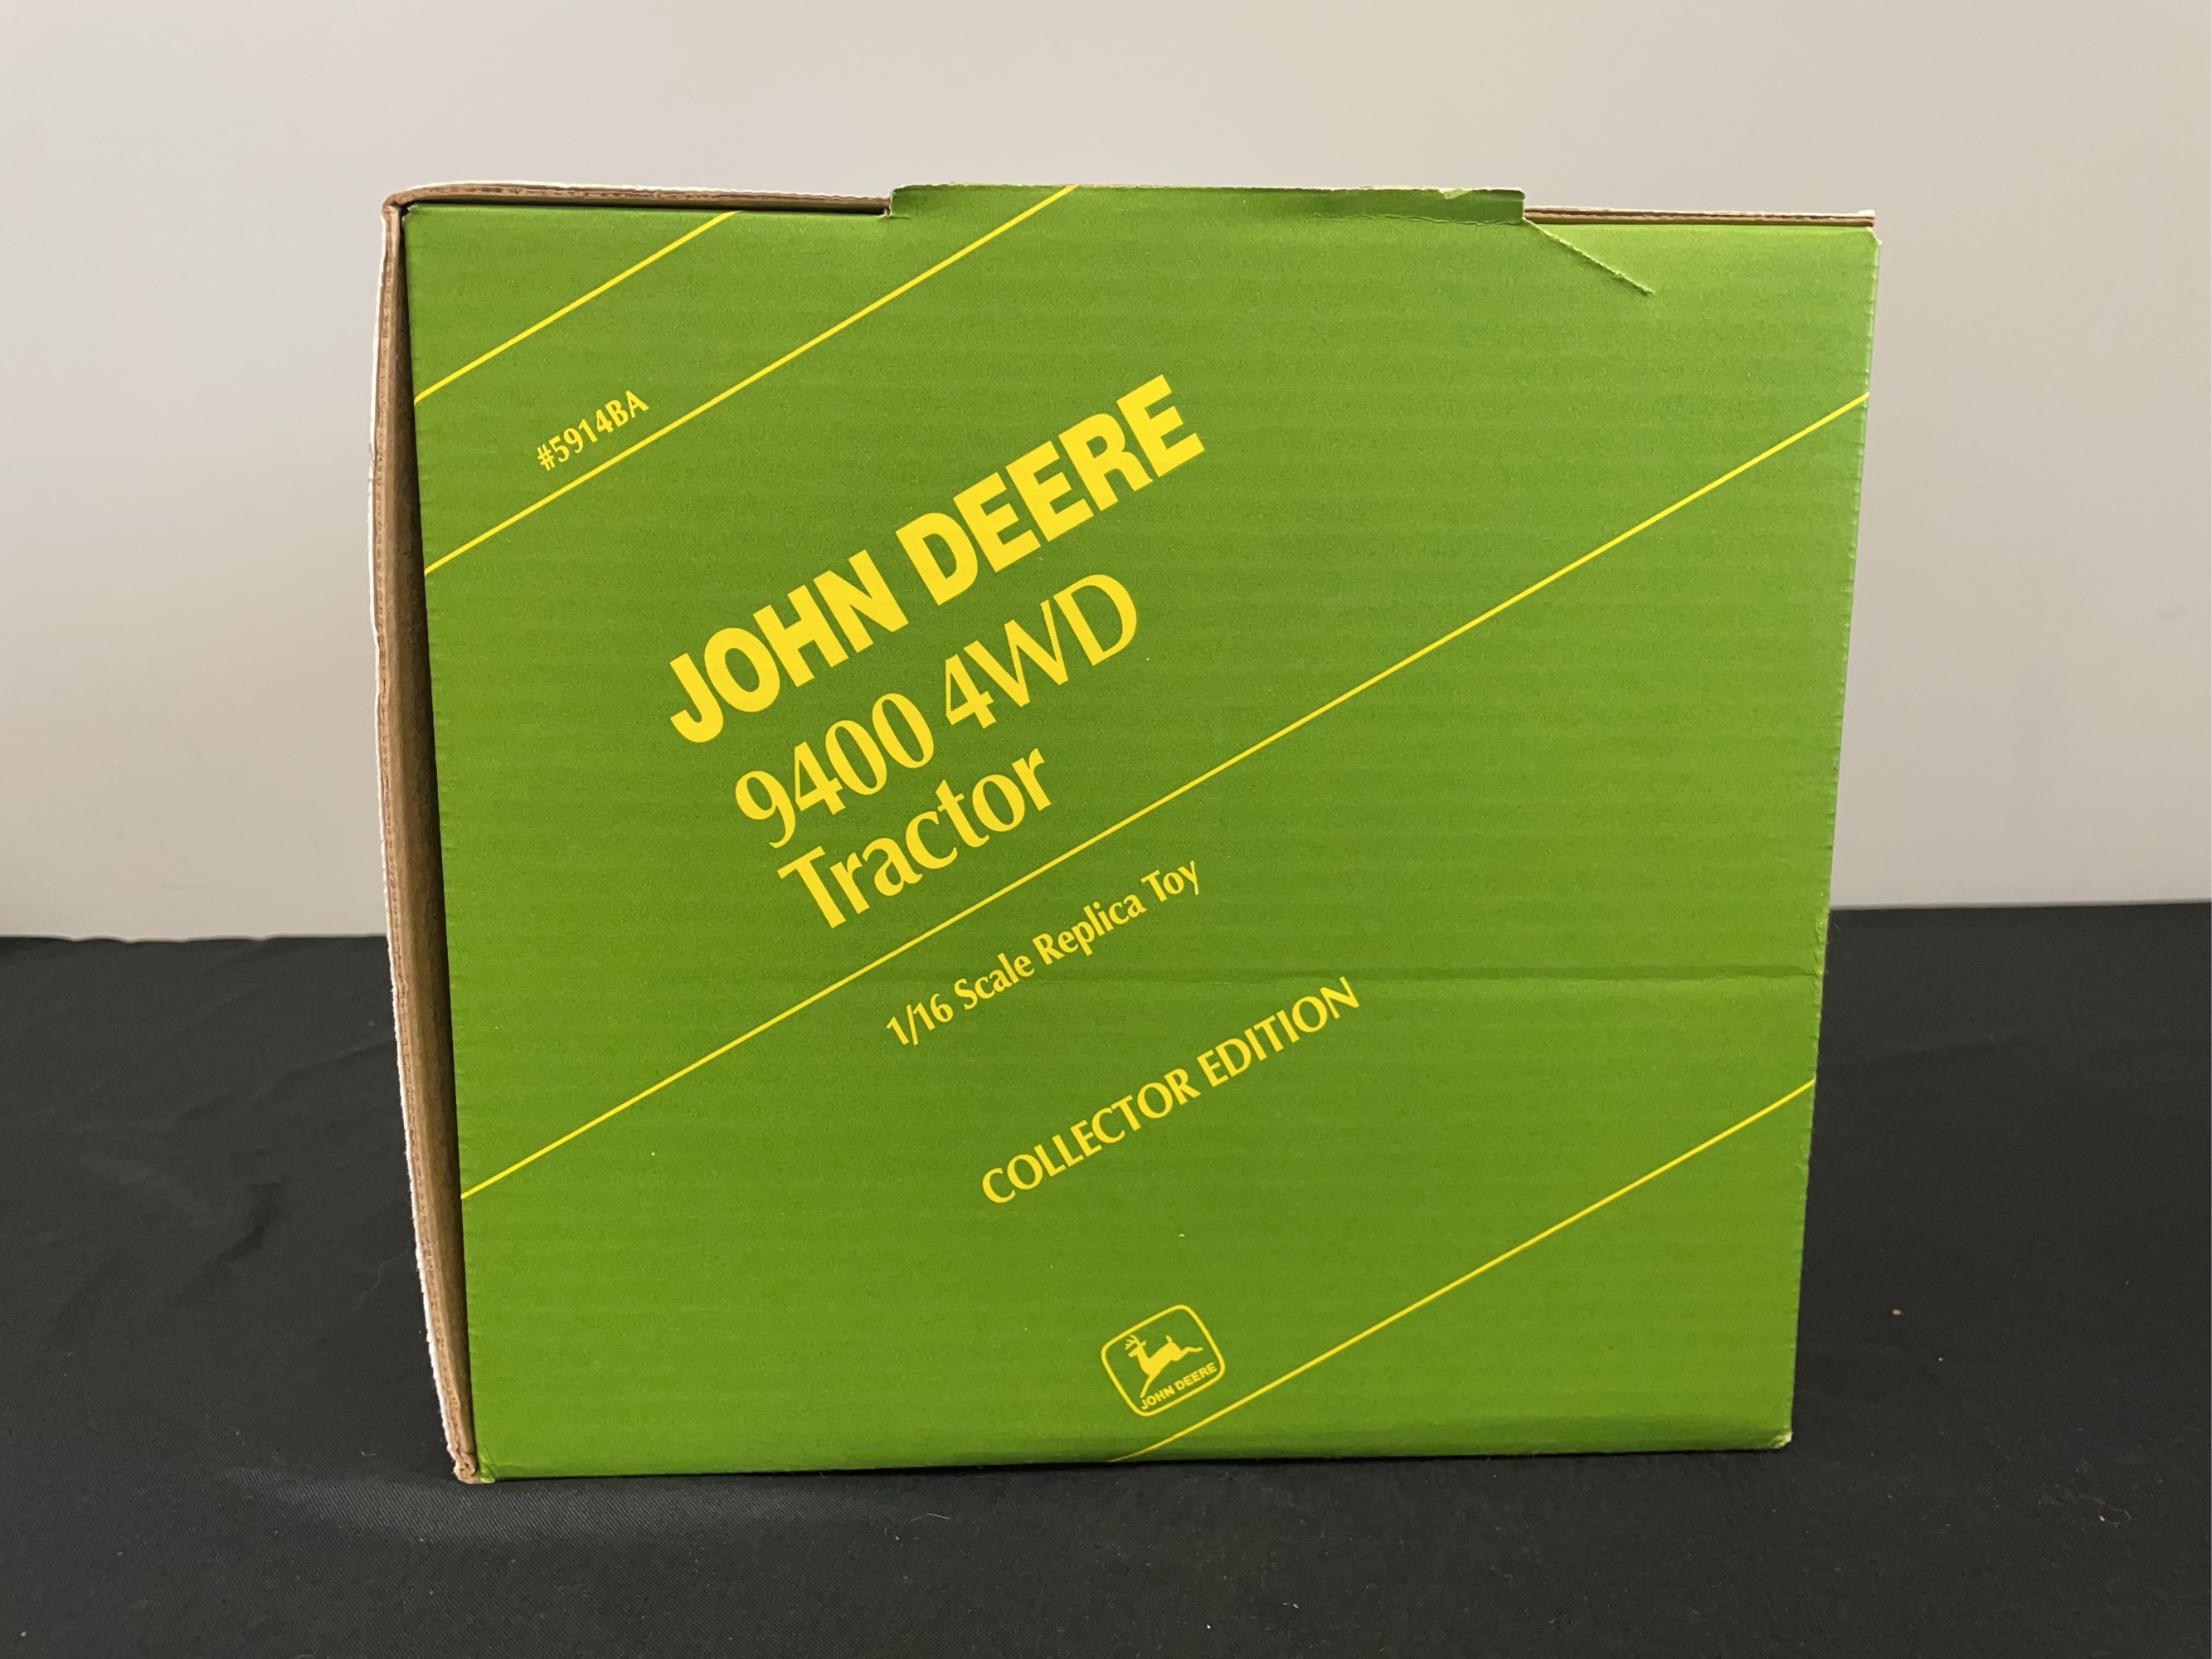 #5914BA
JOHN DEERE
9400 4WD
Tractor
1/16 Scale Replica Toy
COLLECTOR EDITION
JOHN DEERE